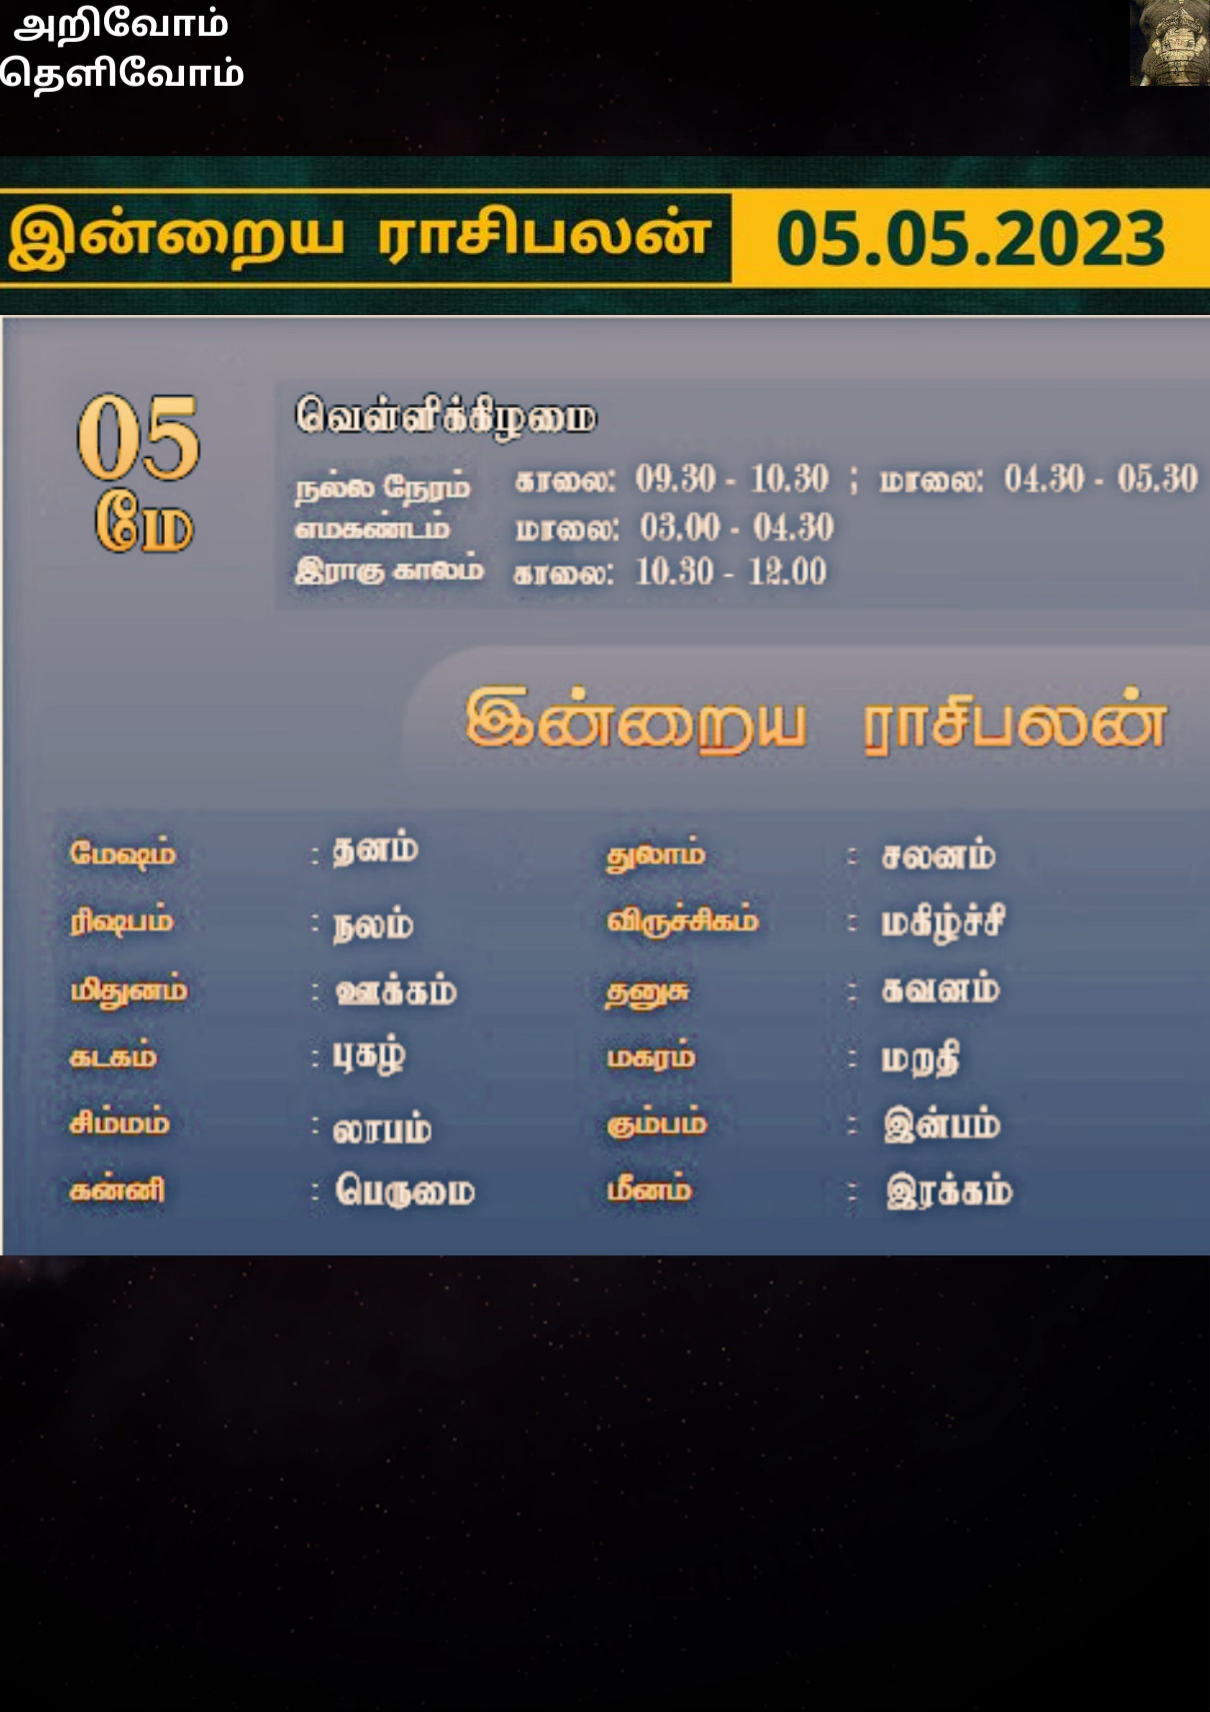 அறிவோம்
தெளிவோம்
இன்றைய ராசிபலன் 05.05.2023
05
மே
வெள்ளிக்கிழமை
நல்ல நேரம் காலை: 09.30 - 10.30 ; மாலை: 04.30 - 05.30
எமகண்டம் மாலை: 03.00 - 04.30
இராகு காலம் காலை: 10.30 - 12.00
இன்றைய ராசிபலன்
மேஷம் : தனம் துலாம் : சலனம்
ரிஷபம் : நலம் விருச்சிகம் : மகிழ்ச்சி
மிதுனம் : ஊக்கம் தனுசு : கவனம்
கடகம் : புகழ் மகரம் : மறதி
சிம்மம் : லாபம் கும்பம் : இன்பம்
கன்னி : பெருமை மீனம் : இரக்கம்